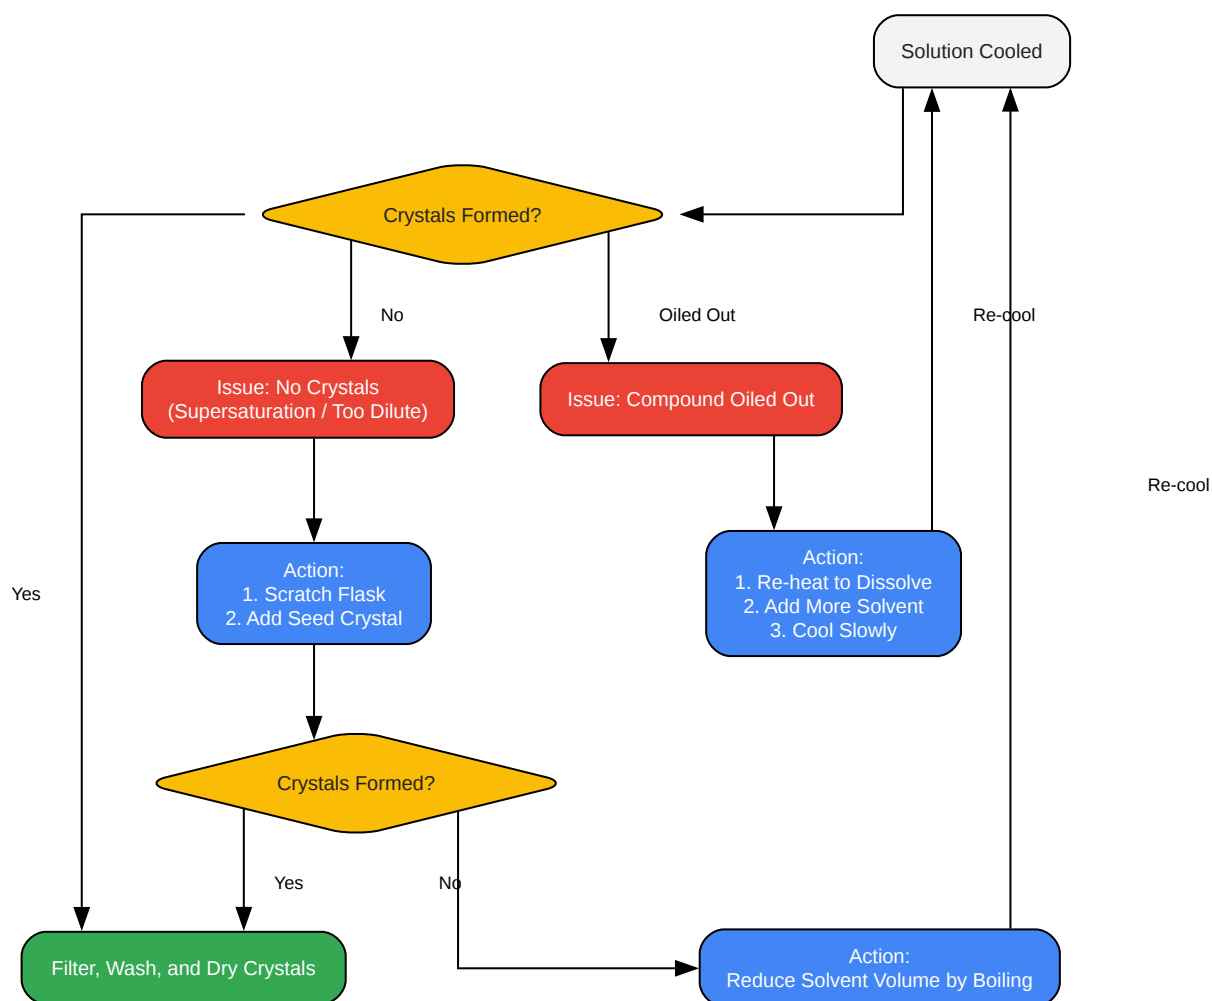 Solution Cooled
Crystals Formed?
No
Oiled Out
Re-cool
Issue: No Crystals
(Supersaturation / Too Dilute)
Issue: Compound Oiled Out
Re-cool
Action:
1. Scratch Flask
2. Add Seed Crystal
Action:
1. Re-heat to Dissolve
2. Add More Solvent
3. Cool Slowly
Yes
Crystals Formed?
Yes
No
Filter, Wash, and Dry Crystals
Action:
Reduce Solvent Volume by Boiling